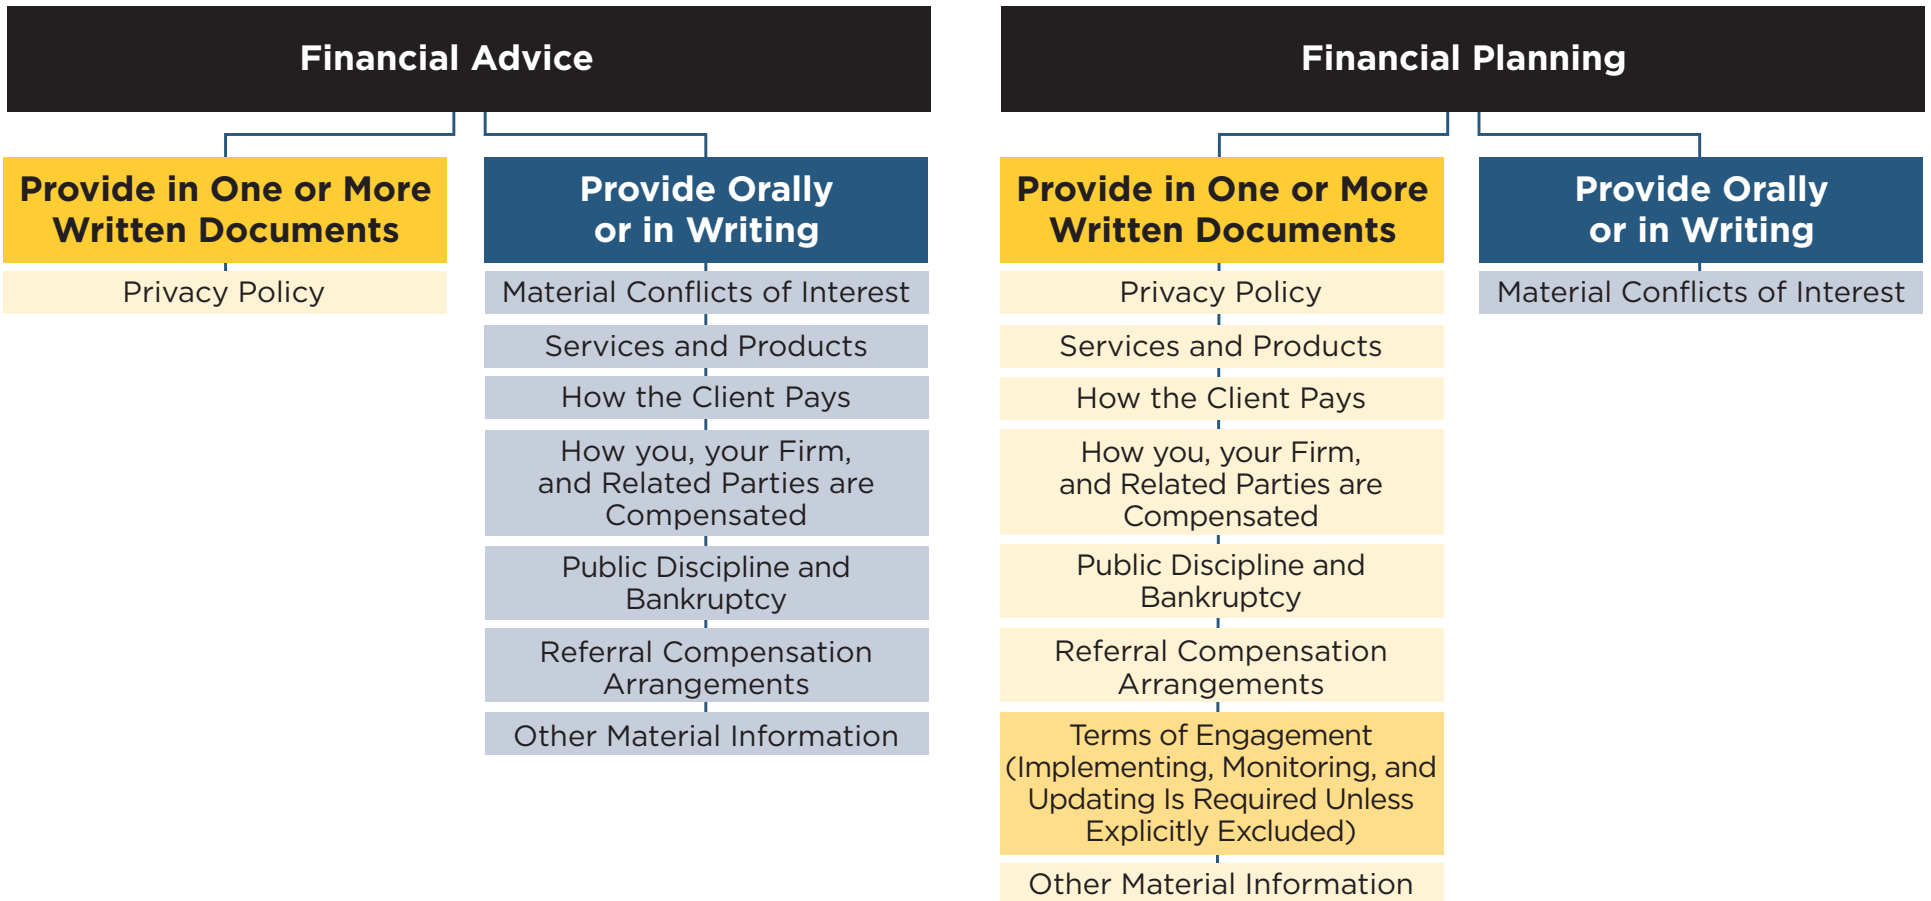 Financial Advice
Provide in One or More
Written Documents
Privacy Policy
Provide Orally
or in Writing
Material Conflicts of Interest
Services and Products
How the Client Pays
How you, your Firm,
and Related Parties are
Compensated
Public Discipline and
Bankruptcy
Referral Compensation
Arrangements
Other Material Information
Financial Planning
Provide in One or More
Written Documents
Privacy Policy
Services and Products
How the Client Pays
How you, your Firm,
and Related Parties are
Compensated
Public Discipline and
Bankruptcy
Referral Compensation
Arrangements
Terms of Engagement
(Implementing, Monitoring, and
Updating Is Required Unless
Explicitly Excluded)
Other Material Information
Provide Orally
or in Writing
Material Conflicts of Interest